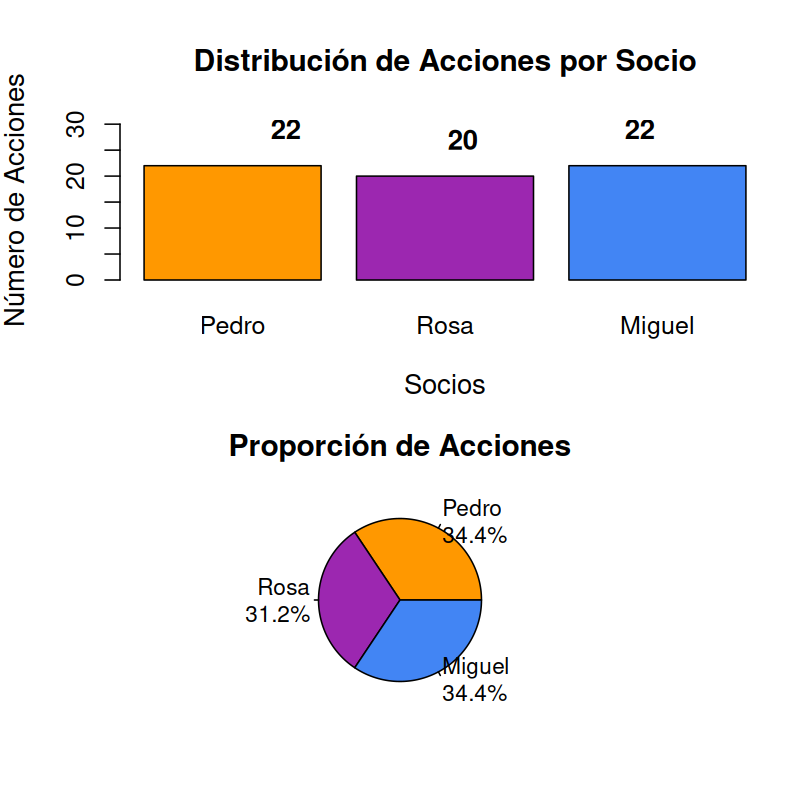 Distribución de Acciones por Socio
Número de Acciones
30
20
10
0
22
20
22
Pedro
Rosa
Miguel
Socios
Proporción de Acciones
Pedro
34.4%
Rosa
31.2%
Miguel
34.4%